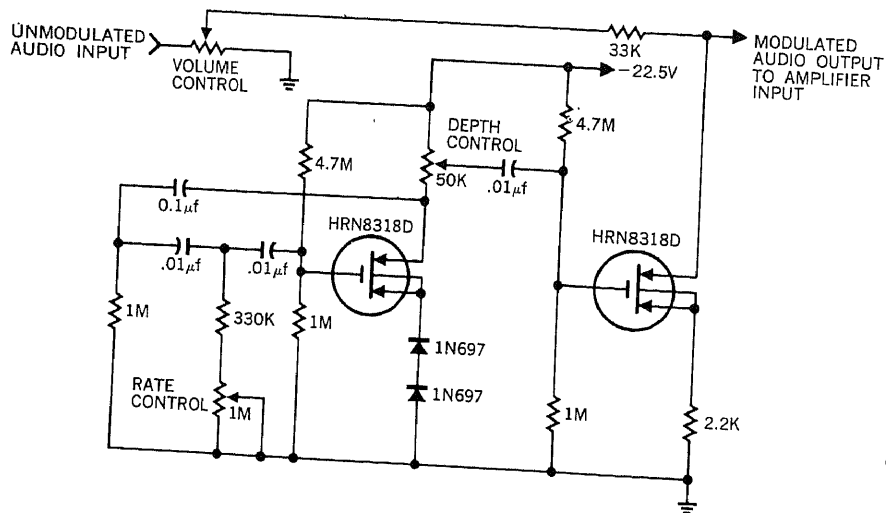 UNMODULATED
AUDIO INPUT
VOLUME
CONTROL
33K
MODULATED
AUDIO OUTPUT
TO AMPLIFIER
INPUT
-22.5V
4.7M
DEPTH
CONTROL
4.7M
50K
.01µf
0.1µf
HRN8318D
HRN8318D
.01µf
.01µf
1M
330K
1M
1N697
RATE
CONTROL
1M
1N697
1M
2.2K